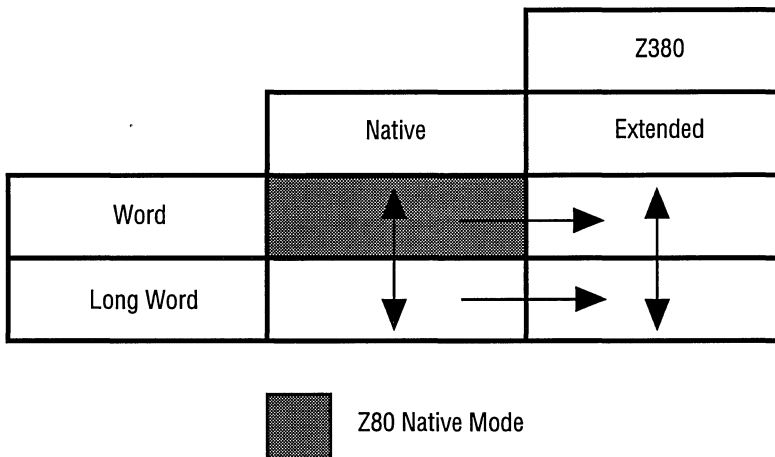 Z380
Native
Extended
Word
Long Word
Z80 Native Mode